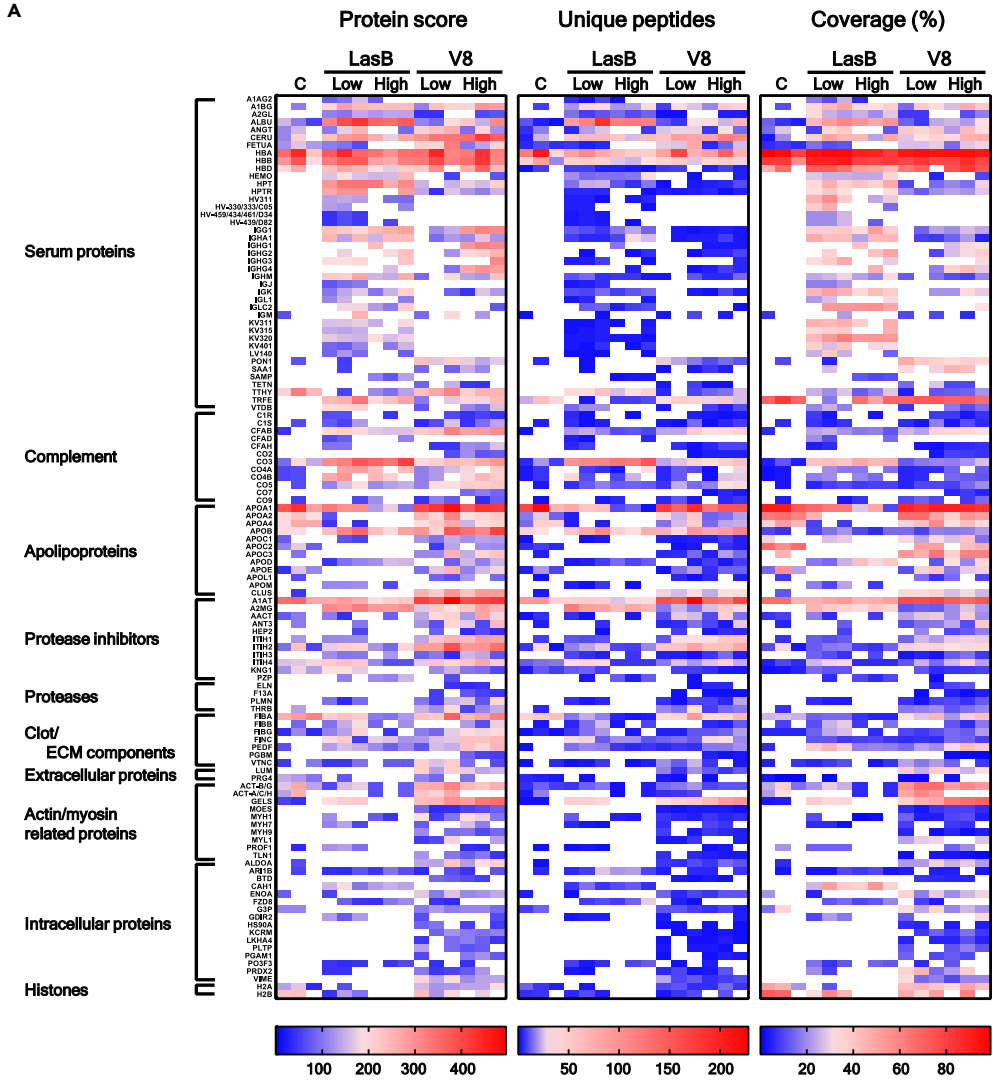 A
Protein score Unique peptides Coverage (%)
LasB V8 LasB V8 LasB V8
C Low High Low High C Low High Low High C Low High Low High
Serum proteins
A1AG2
A1BG
A2GL
ALBU
ANGT
CERU
FETUA
HBA
HBB
HBD
HEMO
HPT
HPTR
HV311
HV-330/333/C05
HV-459/434/461/D34
HV-439/D82
IGG1
IGHA1
IGHG1
IGHG2
IGHG3
IGHG4
IGHM
IGJ
IGK
IGL1
IGLC2
IGM
KV311
KV315
KV320
KV401
LV140
PON1
SAA1
SAMP
TETN
TTHY
TRFE
VTDB
Complement
C1R
C1S
CFAB
CFAD
CFAH
CO2
CO3
CO4A
CO4B
CO5
CO7
CO9
Apolipoproteins
APOA1
APOA2
APOA4
APOB
APOC1
APOC2
APOC3
APOD
APOE
APOL1
APOM
CLUS
Protease inhibitors
A1AT
A2MG
AACT
ANT3
HEP2
ITIH1
ITIH2
ITIH3
ITIH4
KNG1
PZP
Proteases
ELN
F13A
PLMN
THRB
Clot/
ECM components
FIBA
FIBB
FIBG
FINC
PEDF
PGBM
VTNC
Extracellular proteins
LUM
PRG4
Actin/myosin
related proteins
ACT-B/G
ACT-A/C/H
GELS
MOES
MYH1
MYH7
MYH9
MYL1
PROF1
TLN1
Intracellular proteins
ALDOA
ARI1B
BTD
CAH1
ENOA
FZD8
G3P
GDIR2
HS90A
KCRM
LKHA4
PLTP
PGAM1
PO3F3
PRDX2
VIME
Histones
H2A
H2B
100 200 300 400 50 100 150 200 20 40 60 80